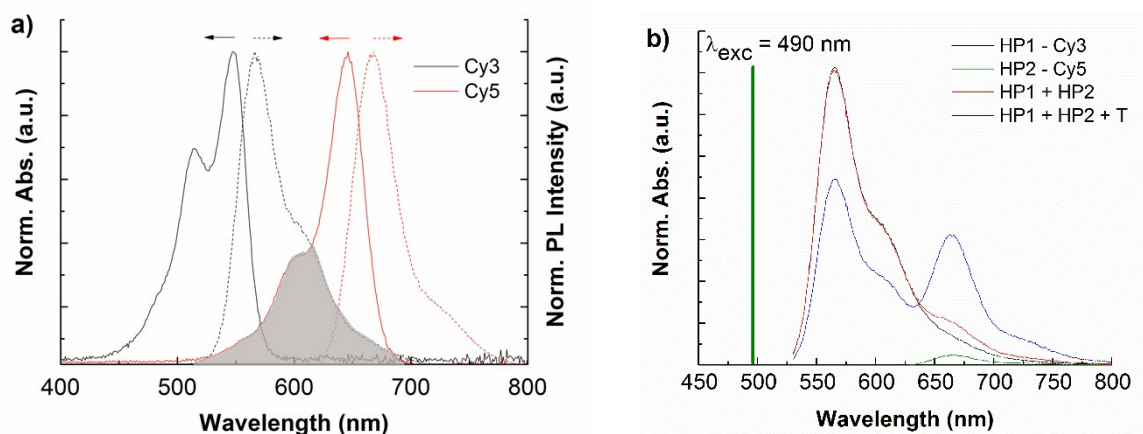 a)
Cy3
Cy5
Norm. Abs. (a.u.)
Norm. PL Intensity (a.u.)
400 500 600 700 800
Wavelength (nm)
b)
λexc = 490 nm
HP1 - Cy3
HP2 - Cy5
HP1 + HP2
HP1 + HP2 + T
Norm. Abs. (a.u.)
450 500 550 600 650 700 750 800
Wavelength (nm)